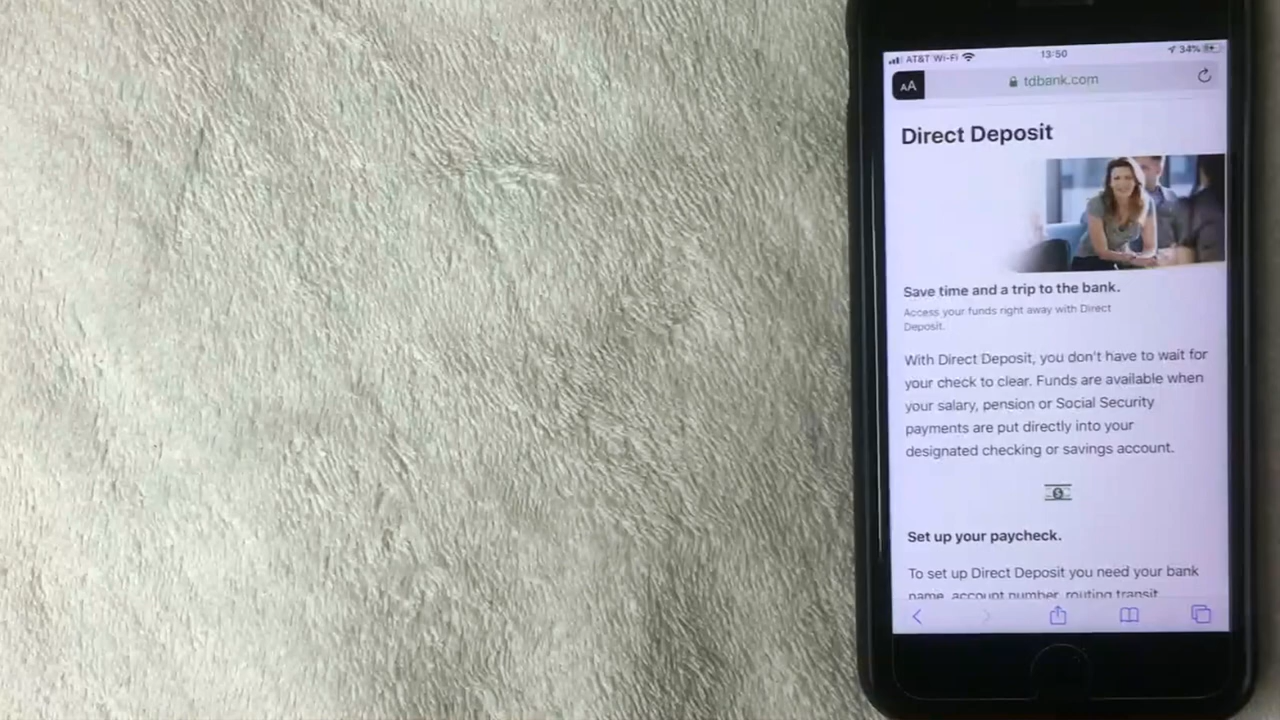 AT&T Wi-Fi 13:50 34%
AA tdbank.com
Direct Deposit
Save time and a trip to the bank.
Access your funds right away with Direct
Deposit.
With Direct Deposit, you don't have to wait for
your check to clear. Funds are available when
your salary, pension or Social Security
payments are put directly into your
designated checking or savings account.
$
Set up your paycheck.
To set up Direct Deposit you need your bank
name, account number, routing transit